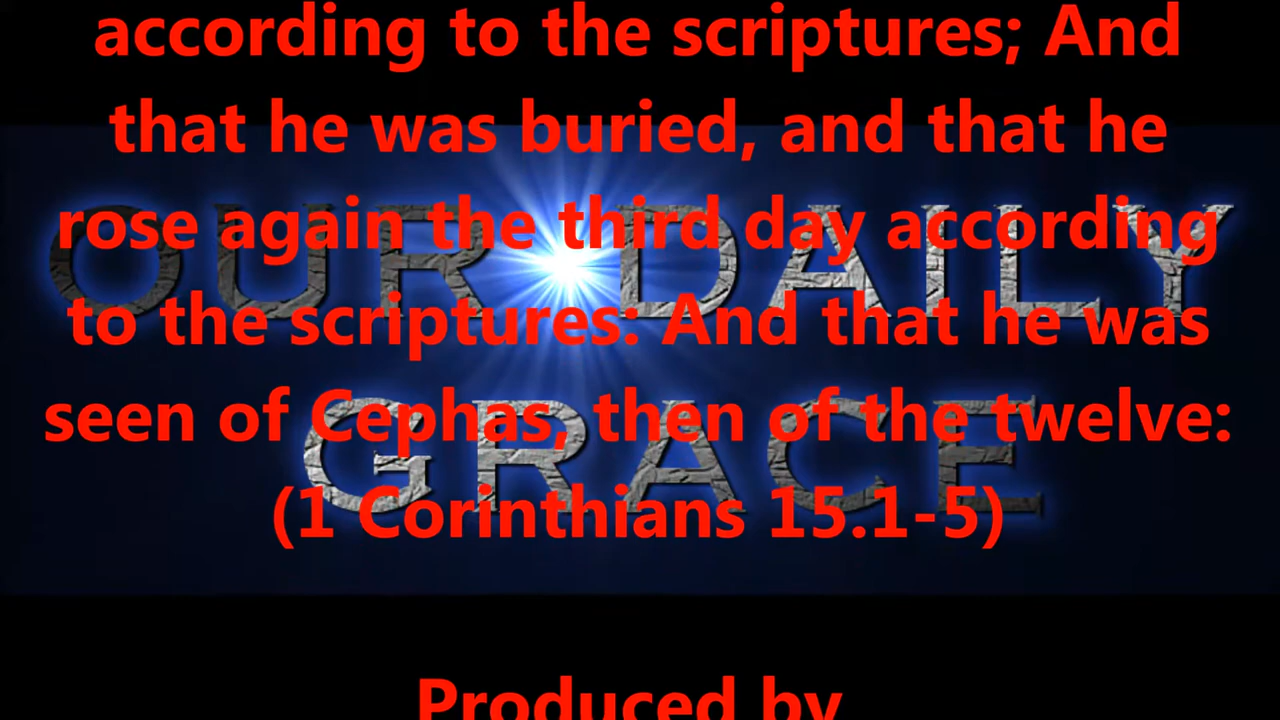 according to the scriptures; And
that he was buried, and that he
rose again the third day according
to the scriptures: And that he was
seen of Cephas, then of the twelve:
(1 Corinthians 15.1-5)
OUR DAILY
GRACE
Produced by